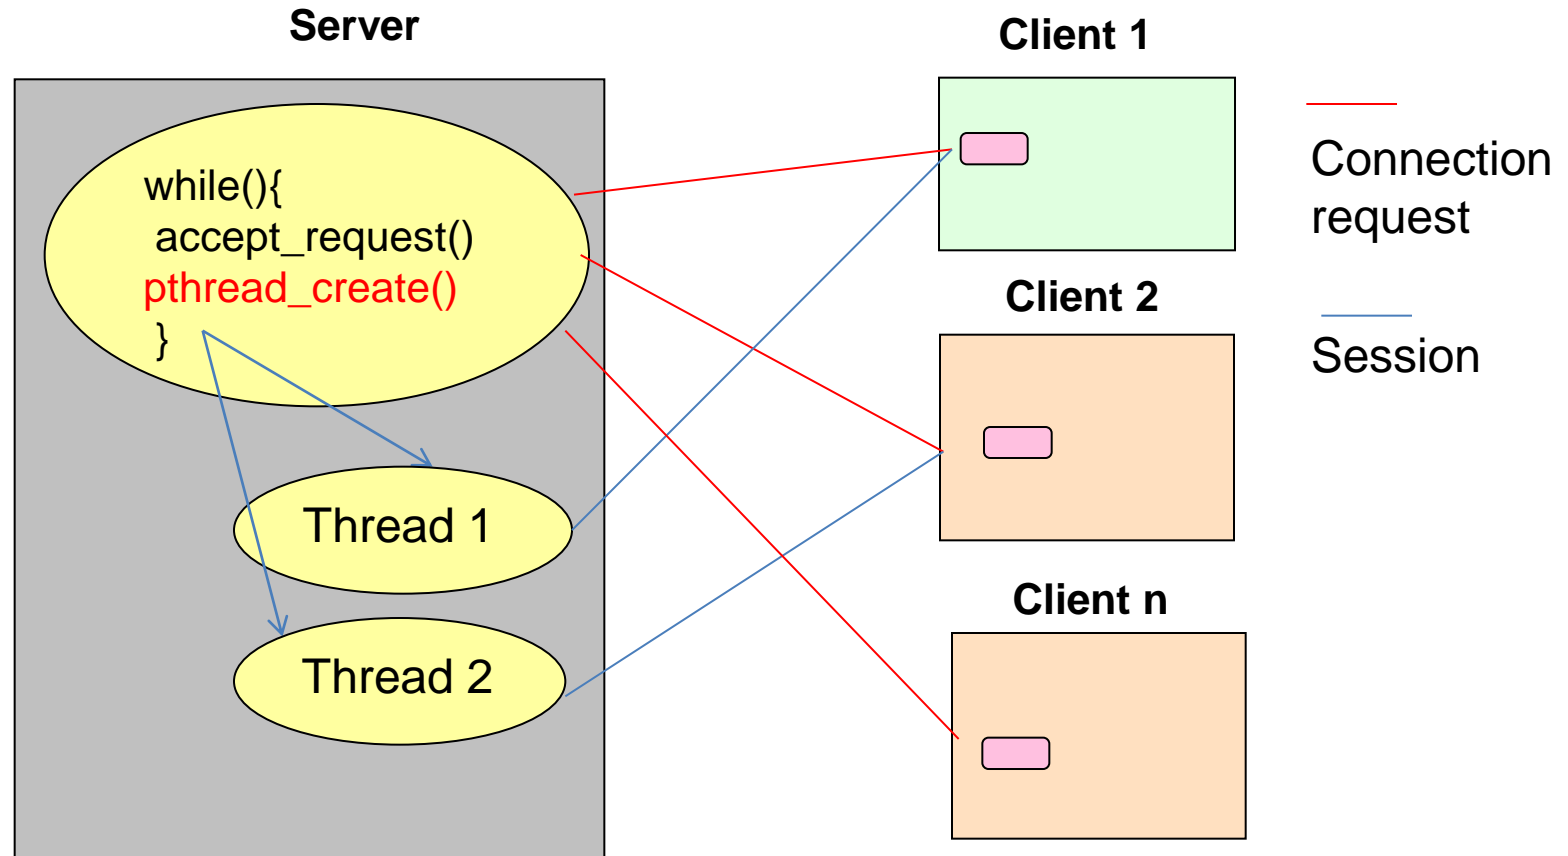 Server
while(){
accept_request()
pthread_create()
}
Thread 1
Thread 2
Client 1
Client 2
Client n
Connection
request
Session